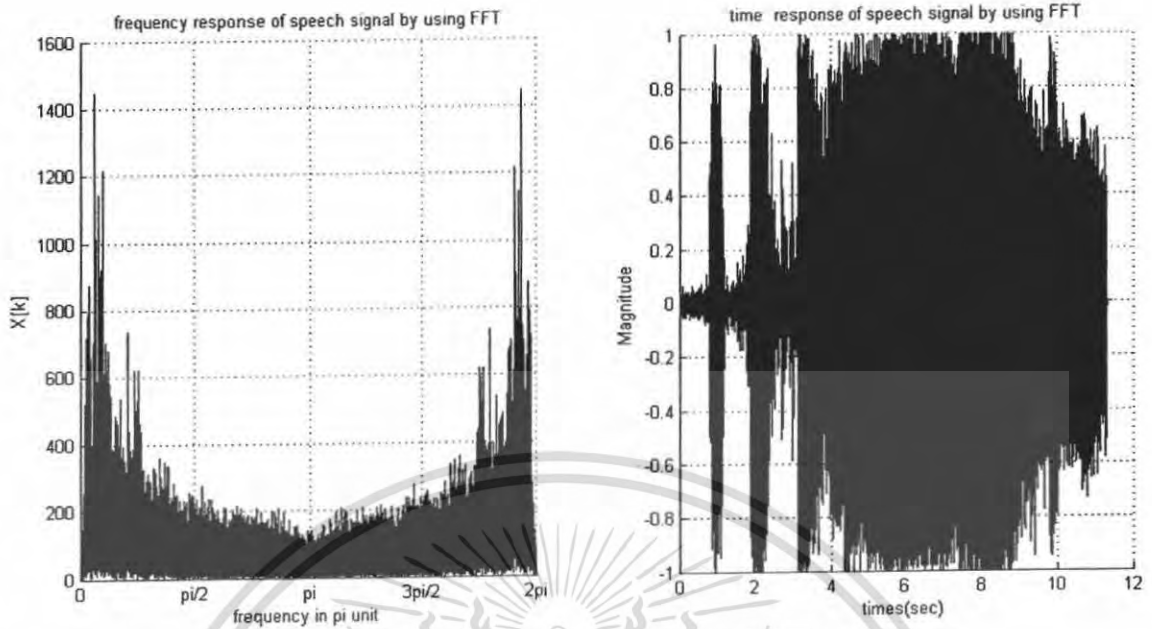 frequency response of speech signal by using FFT
1600
1400
1200
1000
800
600
400
200
0
X[k]
0 pi/2 pi 3pi/2 2pi
frequency in pi unit
time response of speech signal by using FFT
1
0.8
0.6
0.4
0.2
0
-0.2
-0.4
-0.6
-0.8
-1
Magnitude
0 2 4 6 8 10 12
times(sec)